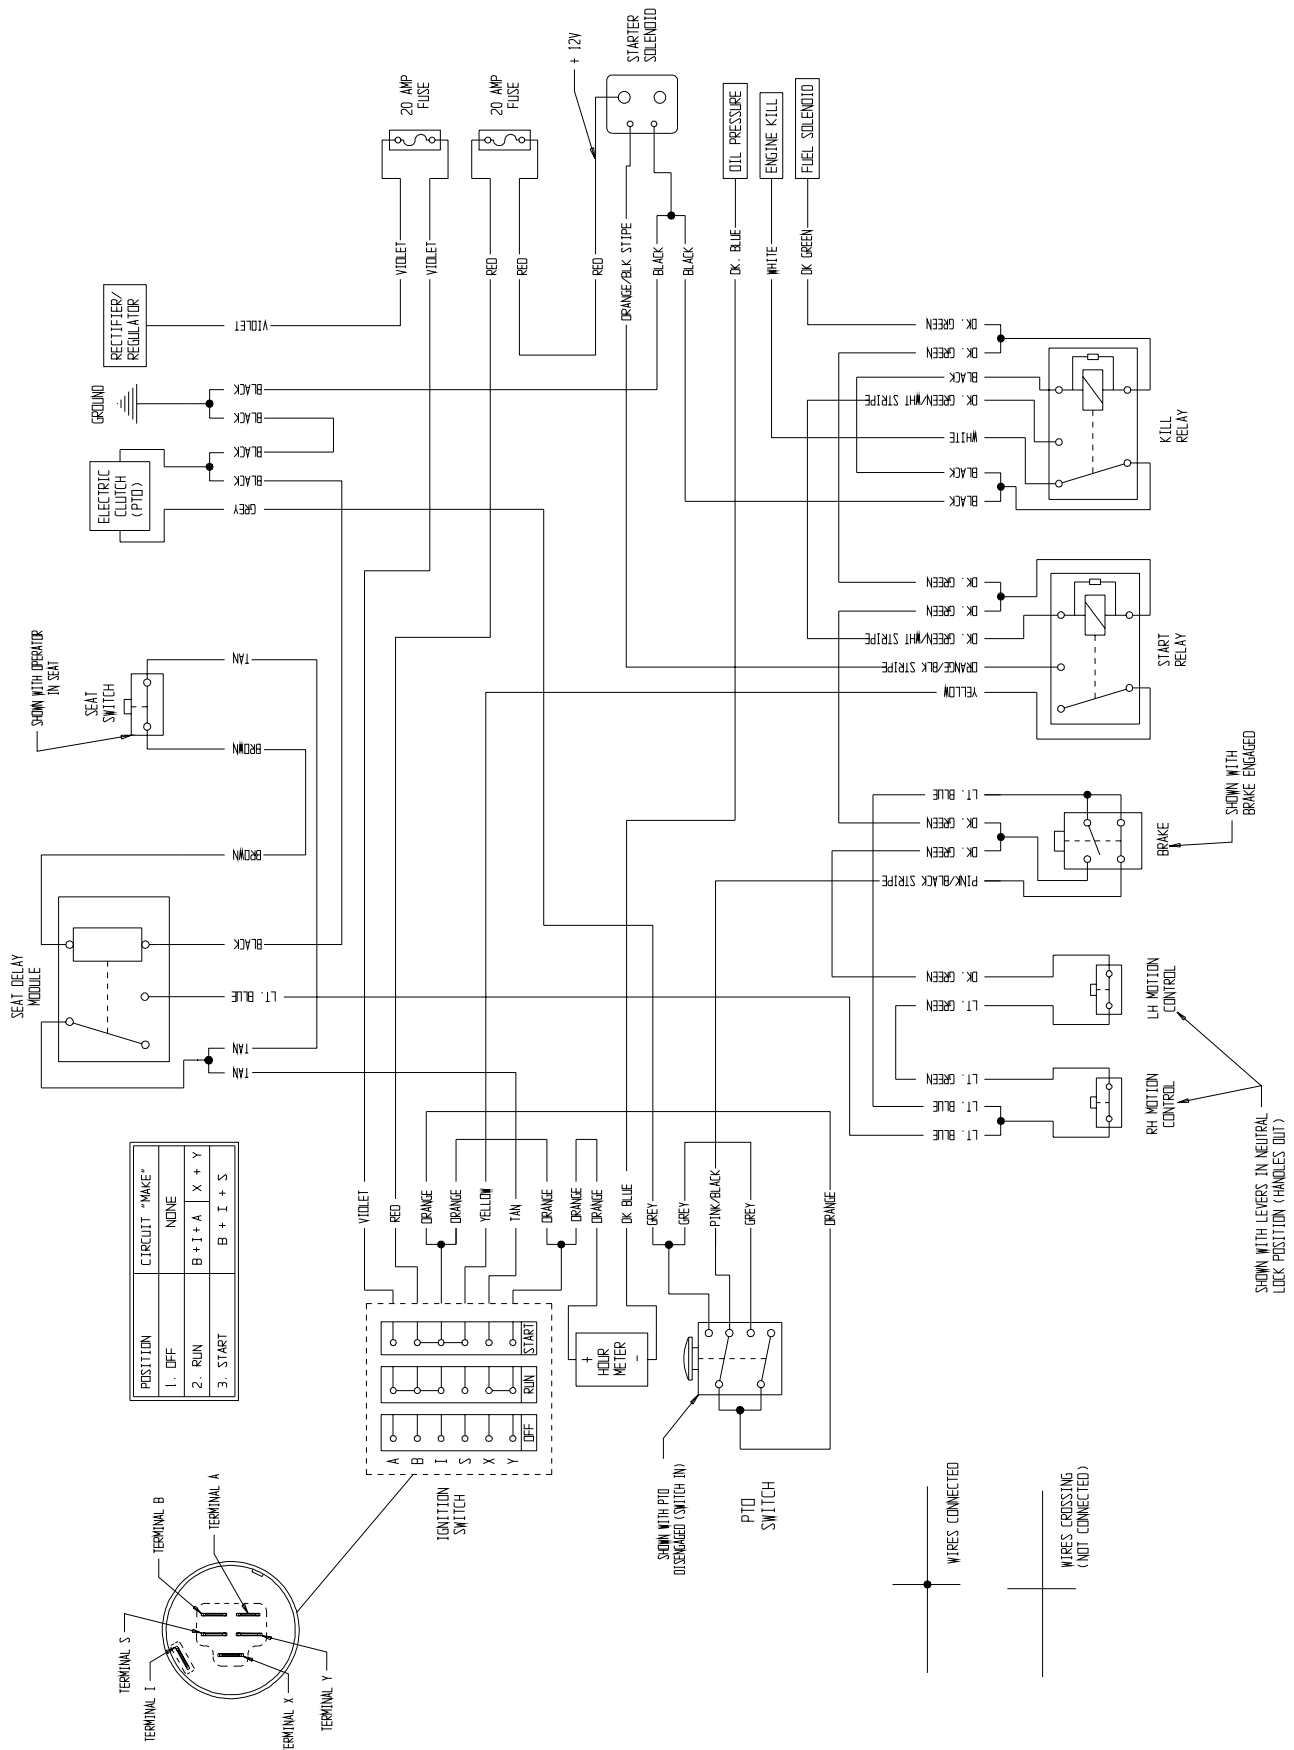 STARTER
SOLENOID
+ 12V
20 AMP
FUSE
20 AMP
FUSE
OIL PRESSURE
ENGINE KILL
FUEL SOLENOID
VIOLET
VIOLET
RED
RED
RED
ORANGE/BLK STIPE
BLACK
BLACK
DK. BLUE
WHITE
DK GREEN
RECTIFIER/
REGULATOR
VIOLET
GROUND
BLACK
BLACK
BLACK
BLACK
GREY
ELECTRIC
CLUTCH
(PTO)
DK. GREEN
DK. GREEN
BLACK
DK. GREEN/WHT STRIPE
WHITE
BLACK
BLACK
KILL
RELAY
DK. GREEN
DK. GREEN
DK. GREEN/WHT STRIPE
ORANGE/BLK STRIPE
YELLOW
START
RELAY
SHOWN WITH OPERATOR
IN SEAT
SEAT
SWITCH
TAN
BROWN
BROWN
BLACK
LT. BLUE
TAN
TAN
SEAT DELAY
MODULE
LT. BLUE
DK. GREEN
DK. GREEN
PINK/BLACK STRIPE
BRAKE
SHOWN WITH
BRAKE ENGAGED
DK. GREEN
LT. GREEN
LH MOTION
CONTROL
LT. GREEN
LT. BLUE
LT. BLUE
RH MOTION
CONTROL
SHOWN WITH LEVERS IN NEUTRAL
LOCK POSITION (HANDLES OUT)
POSITION CIRCUIT "MAKE"
1. OFF NONE
2. RUN B + I + A X + Y
3. START B + I + S
VIOLET
RED
ORANGE
ORANGE
YELLOW
TAN
ORANGE
ORANGE
ORANGE
DK BLUE
GREY
GREY
PINK/BLACK
GREY
ORANGE
START
RUN
OFF
A
B
I
S
X
Y
IGNITION
SWITCH
+
HOUR
METER
-
SHOWN WITH PTO
DISENGAGED (SWITCH IN)
PTO
SWITCH
TERMINAL B
TERMINAL A
TERMINAL S
TERMINAL I
TERMINAL Y
ERMINAL X
WIRES CONNECTED
WIRES CROSSING
(NOT CONNECTED)